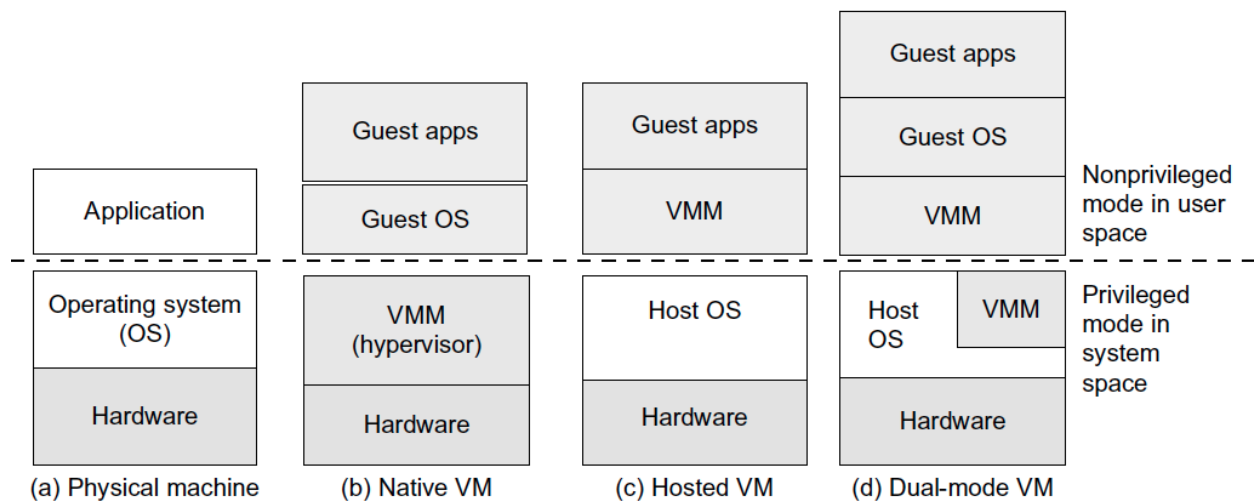 Application
Operating system
(OS)
Hardware
(a) Physical machine
Guest apps
Guest OS
VMM
(hypervisor)
Hardware
(b) Native VM
Guest apps
VMM
Host OS
Hardware
(c) Hosted VM
Guest apps
Guest OS
VMM
Host
OS
VMM
Hardware
(d) Dual-mode VM
Nonprivileged
mode in user
space
Privileged
mode in
system
space